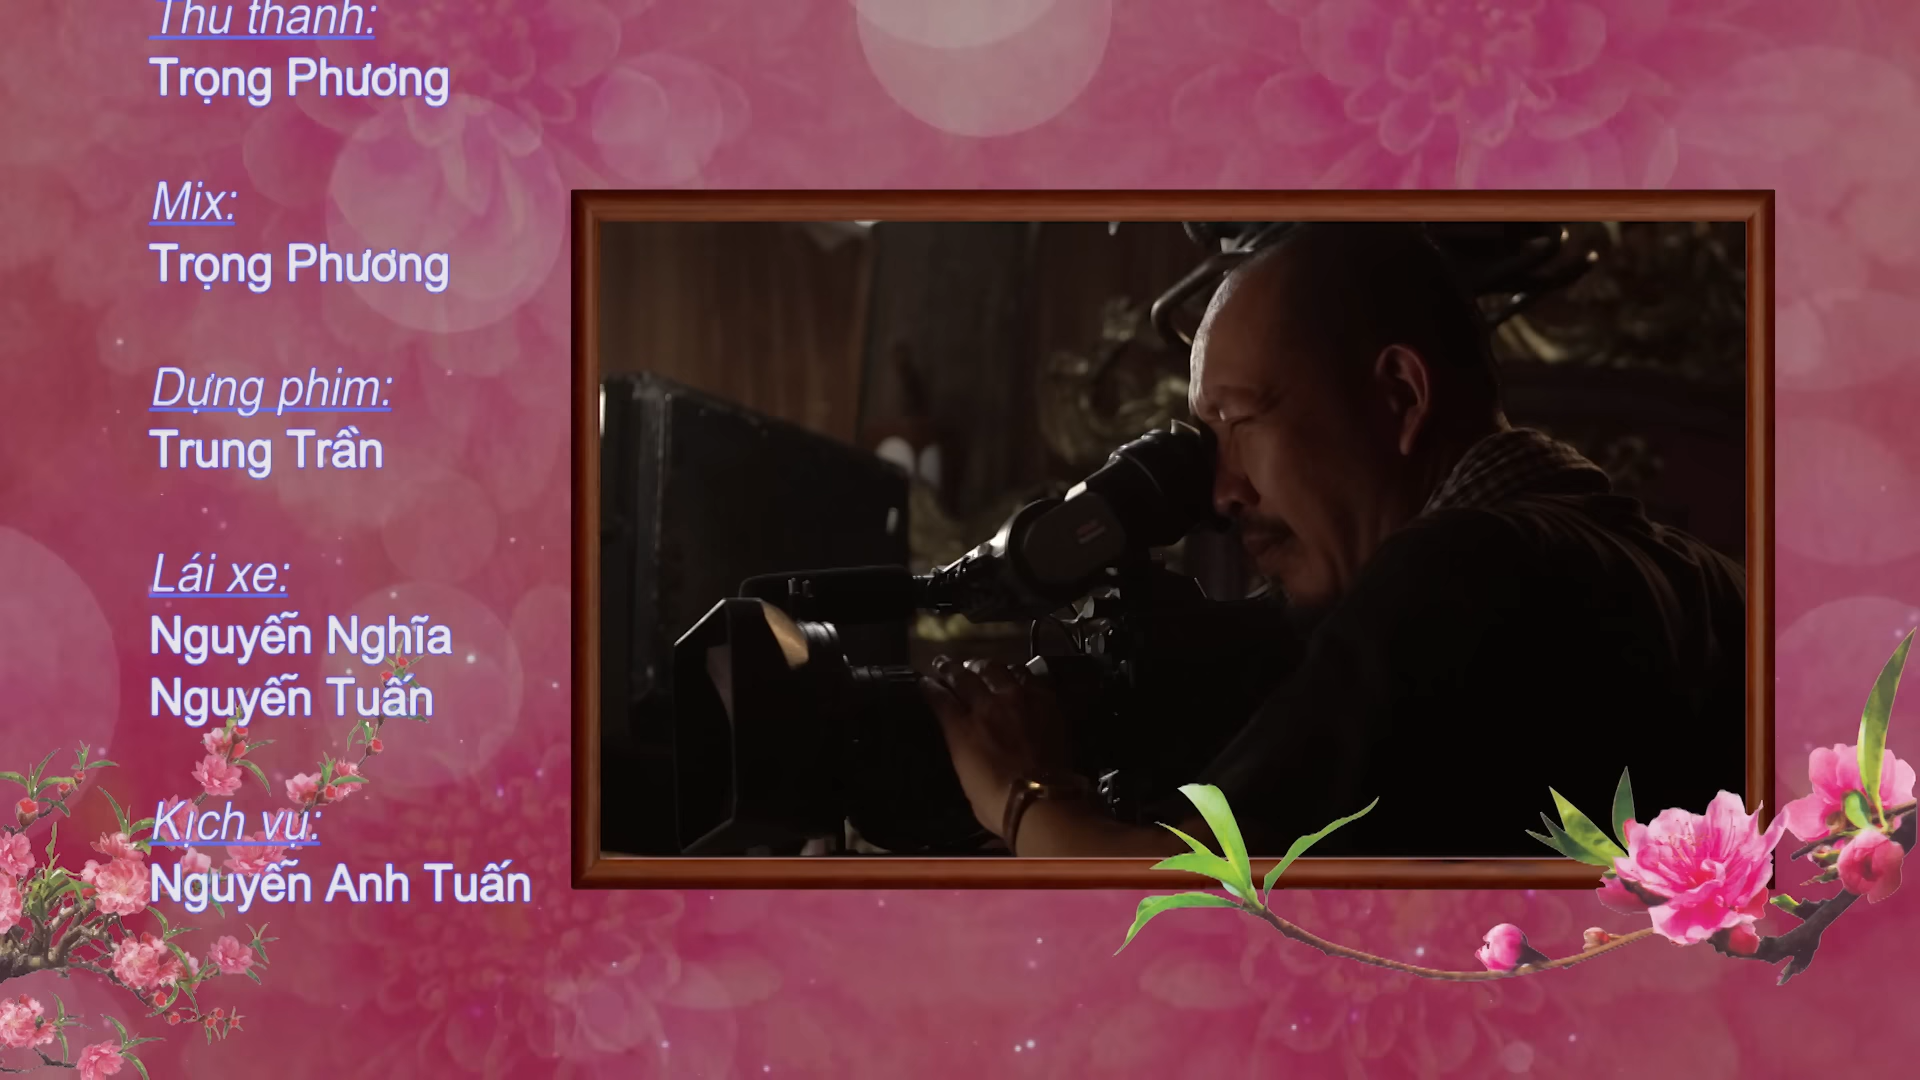 Thu thanh:
Trọng Phương
Mix:
Trọng Phương
Dựng phim:
Trung Trần
Lái xe:
Nguyễn Nghĩa
Nguyễn Tuấn
Kịch vụ:
Nguyễn Anh Tuấn